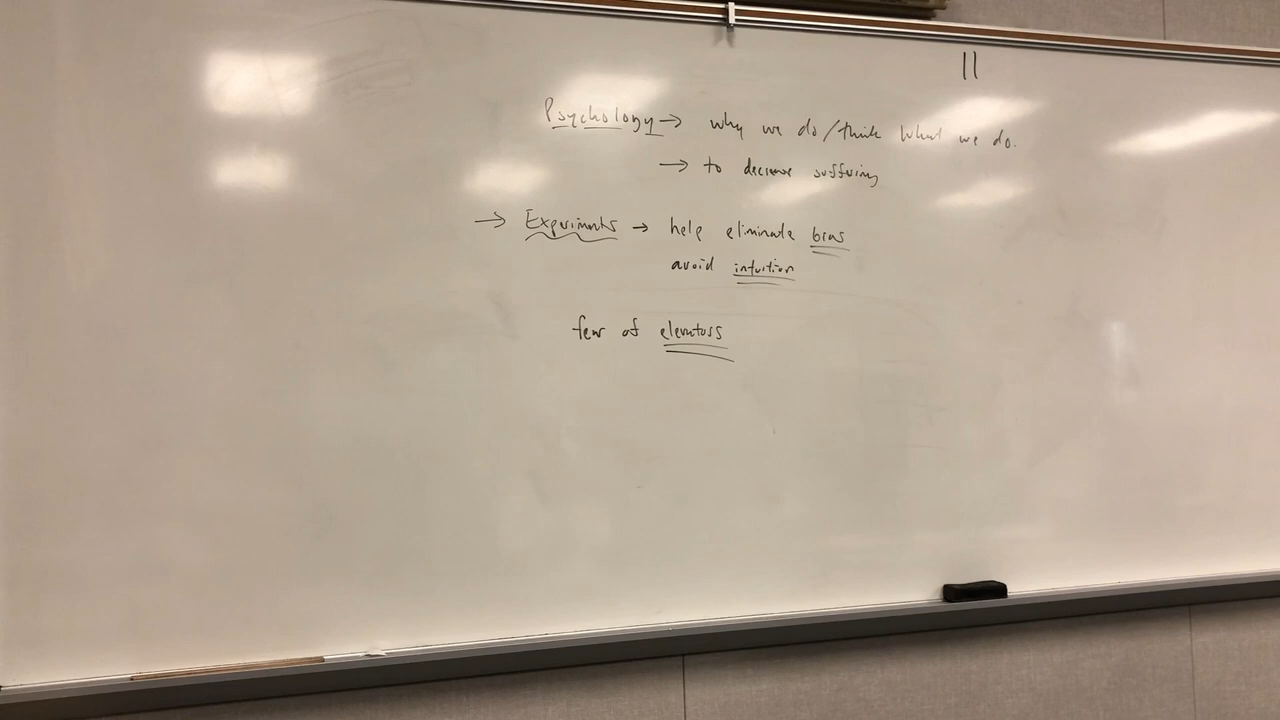 11
Psychology → why we do/think what we do.
→ to decrease suffering
→ Experiments → help eliminate bias
avoid intuition
fear of elevators